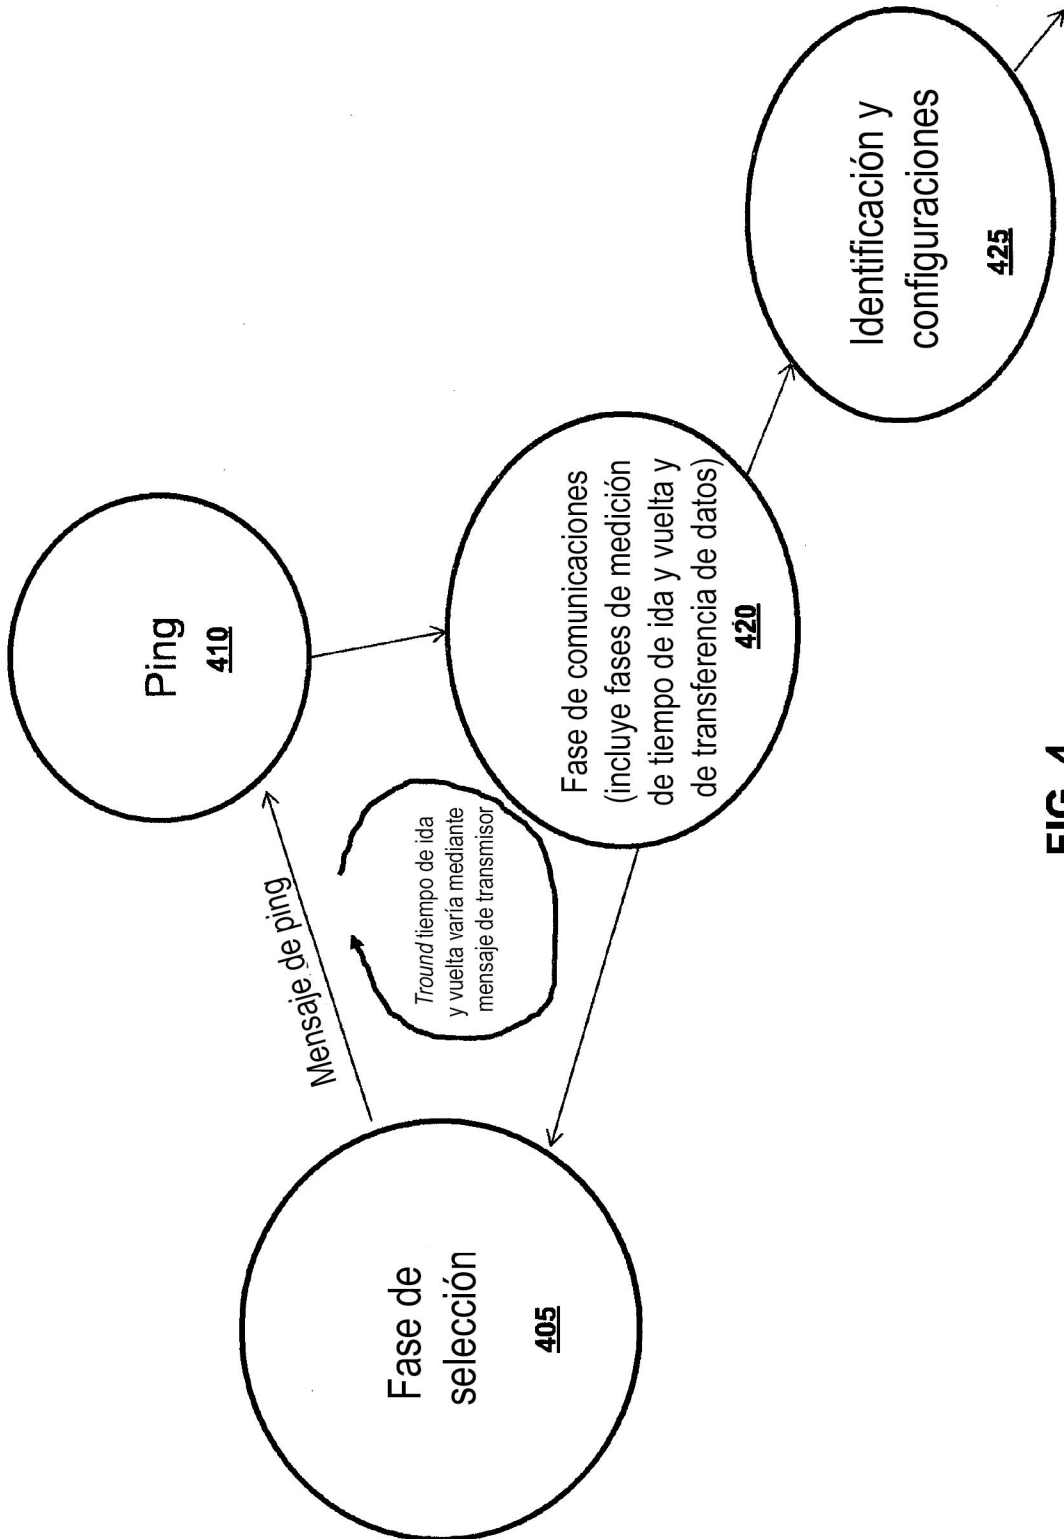 Fase de
selección
405
Mensaje de ping
Ping
410
Tround tiempo de ida
y vuelta varía mediante
mensaje de transmisor
Fase de comunicaciones
(incluye fases de medición
de tiempo de ida y vuelta y
de transferencia de datos)
420
Identificación y
configuraciones
425
FIG. 4